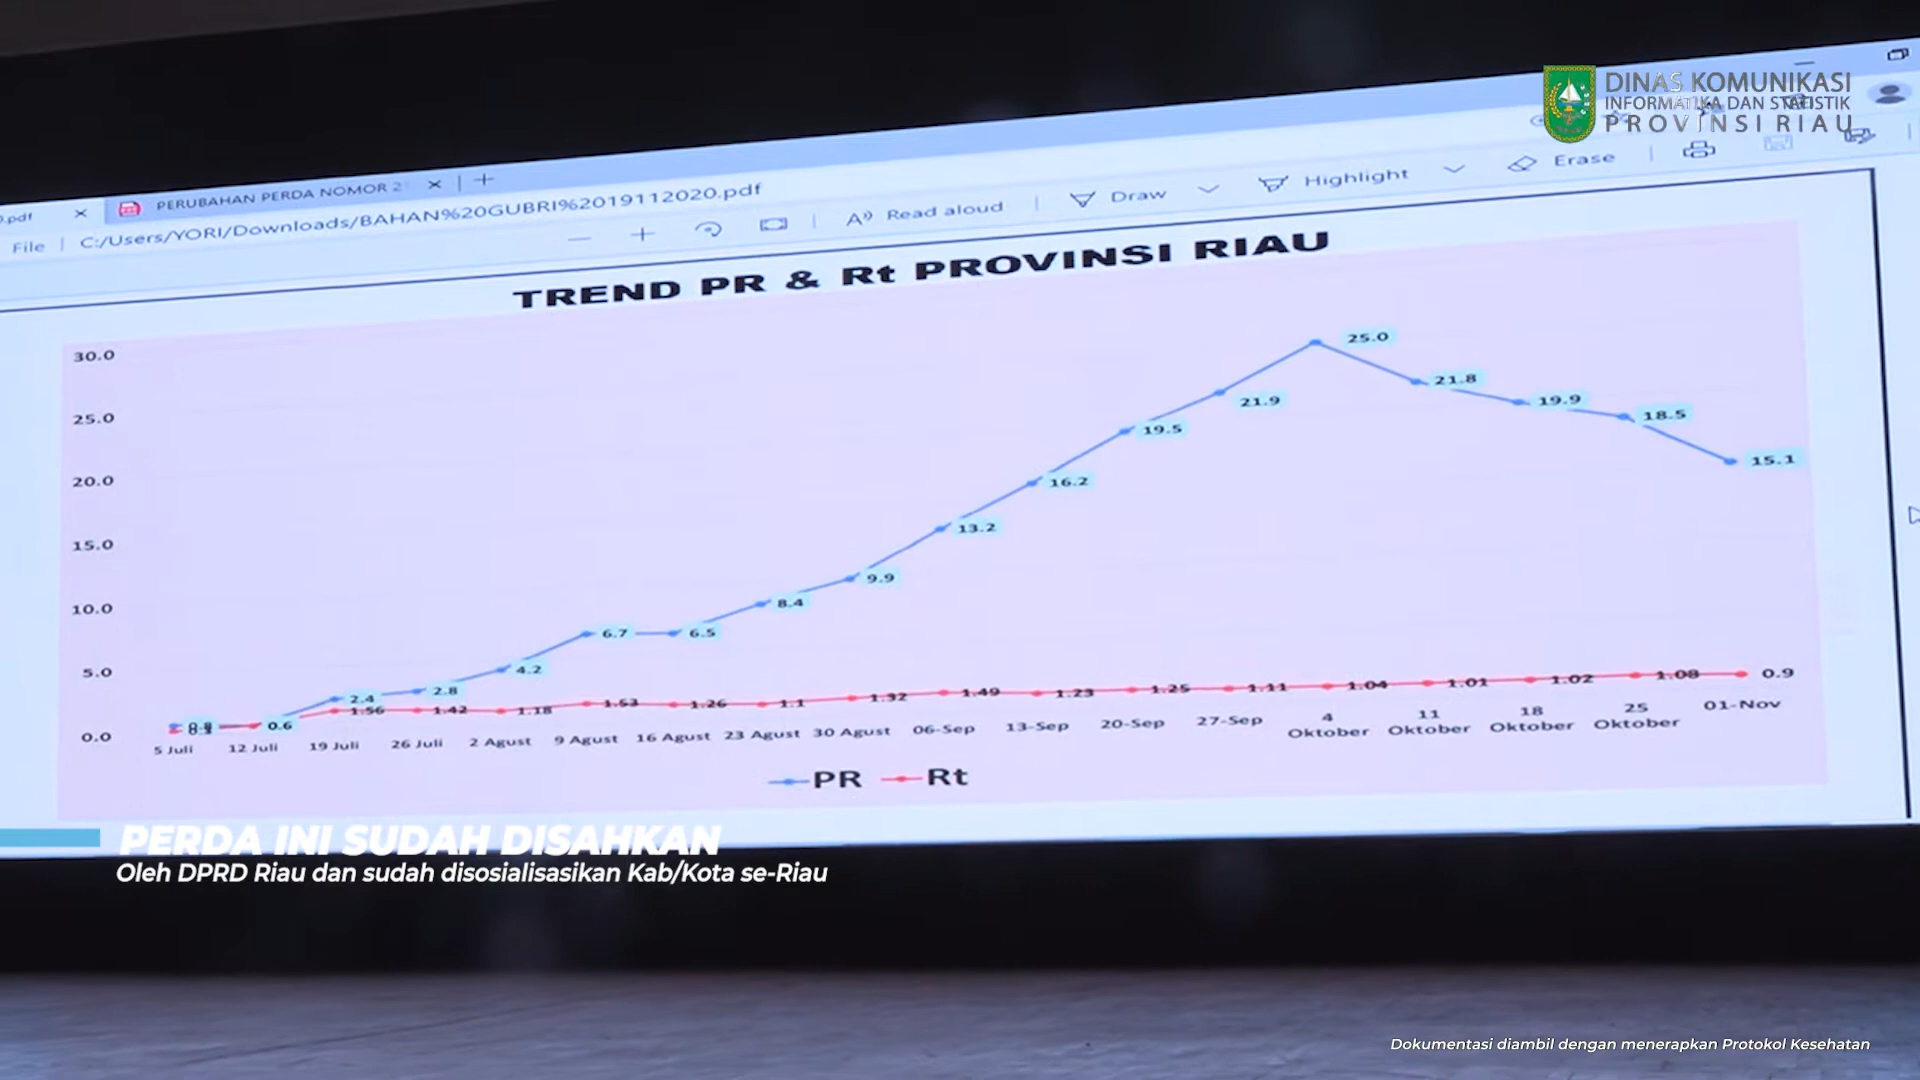 DINAS KOMUNIKASI
INFORMATIKA DAN STATISTIK
PROVINSI RIAU
.pdf
PERUBAHAN PERDA NOMOR 2
File
C:/Users/YORI/Downloads/BAHAN%20GUBRI%2019112020.pdf
Read aloud
Draw
Highlight
Erase
TREND PR & Rt PROVINSI RIAU
30.0
25.0
20.0
15.0
10.0
5.0
0.0
0.6
2.4
2.8
4.2
6.7
6.5
8.4
9.9
13.2
16.2
19.5
21.9
25.0
21.8
19.9
18.5
15.1
1.56
1.42
1.18
1.53
1.26
1.1
1.32
1.49
1.23
1.25
1.11
1.04
1.01
1.02
1.08
0.9
5 Juli
12 Juli
19 Juli
26 Juli
2 Agust
9 Agust
16 Agust
23 Agust
30 Agust
06-Sep
13-Sep
20-Sep
27-Sep
4 Oktober
11 Oktober
18 Oktober
25 Oktober
01-Nov
PR
Rt
PERDA INI SUDAH DISAHKAN
Oleh DPRD Riau dan sudah disosialisasikan Kab/Kota se-Riau
Dokumentasi diambil dengan menerapkan Protokol Kesehatan